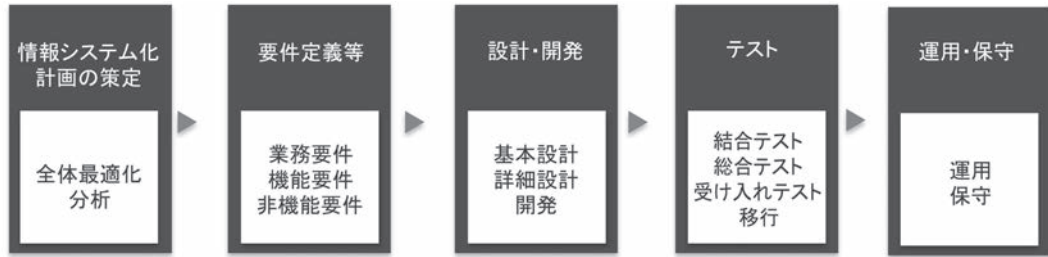 情報システム化
計画の策定
全体最適化
分析
要件定義等
業務要件
機能要件
非機能要件
設計・開発
基本設計
詳細設計
開発
テスト
結合テスト
総合テスト
受け入れテスト
移行
運用・保守
運用
保守